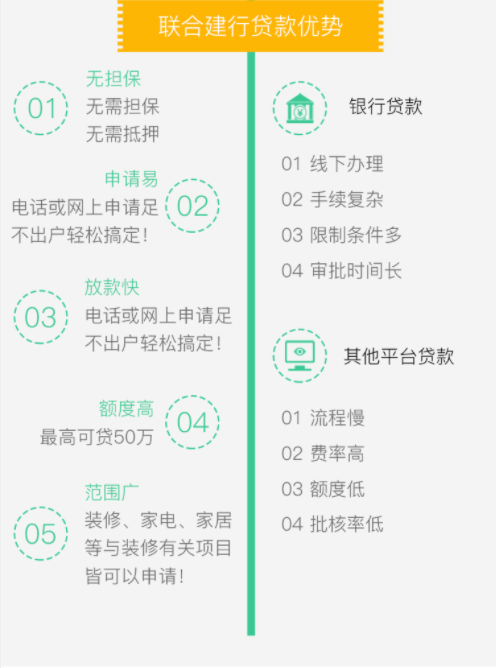 联合建行贷款优势
01
无担保
无需担保
无需抵押
申请易
电话或网上申请足
不出户轻松搞定!
02
03
放款快
电话或网上申请足
不出户轻松搞定!
额度高
最高可贷50万
04
05
范围广
装修、家电、家居
等与装修有关项目
皆可以申请!
银行贷款
01 线下办理
02 手续复杂
03 限制条件多
04 审批时间长
其他平台贷款
01 流程慢
02 费率高
03 额度低
04 批核率低